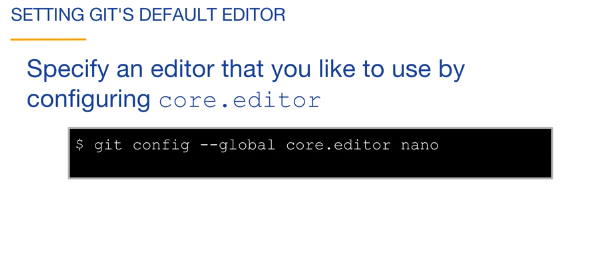 SETTING GIT'S DEFAULT EDITOR
Specify an editor that you like to use by
configuring core.editor
$ git config --global core.editor nano